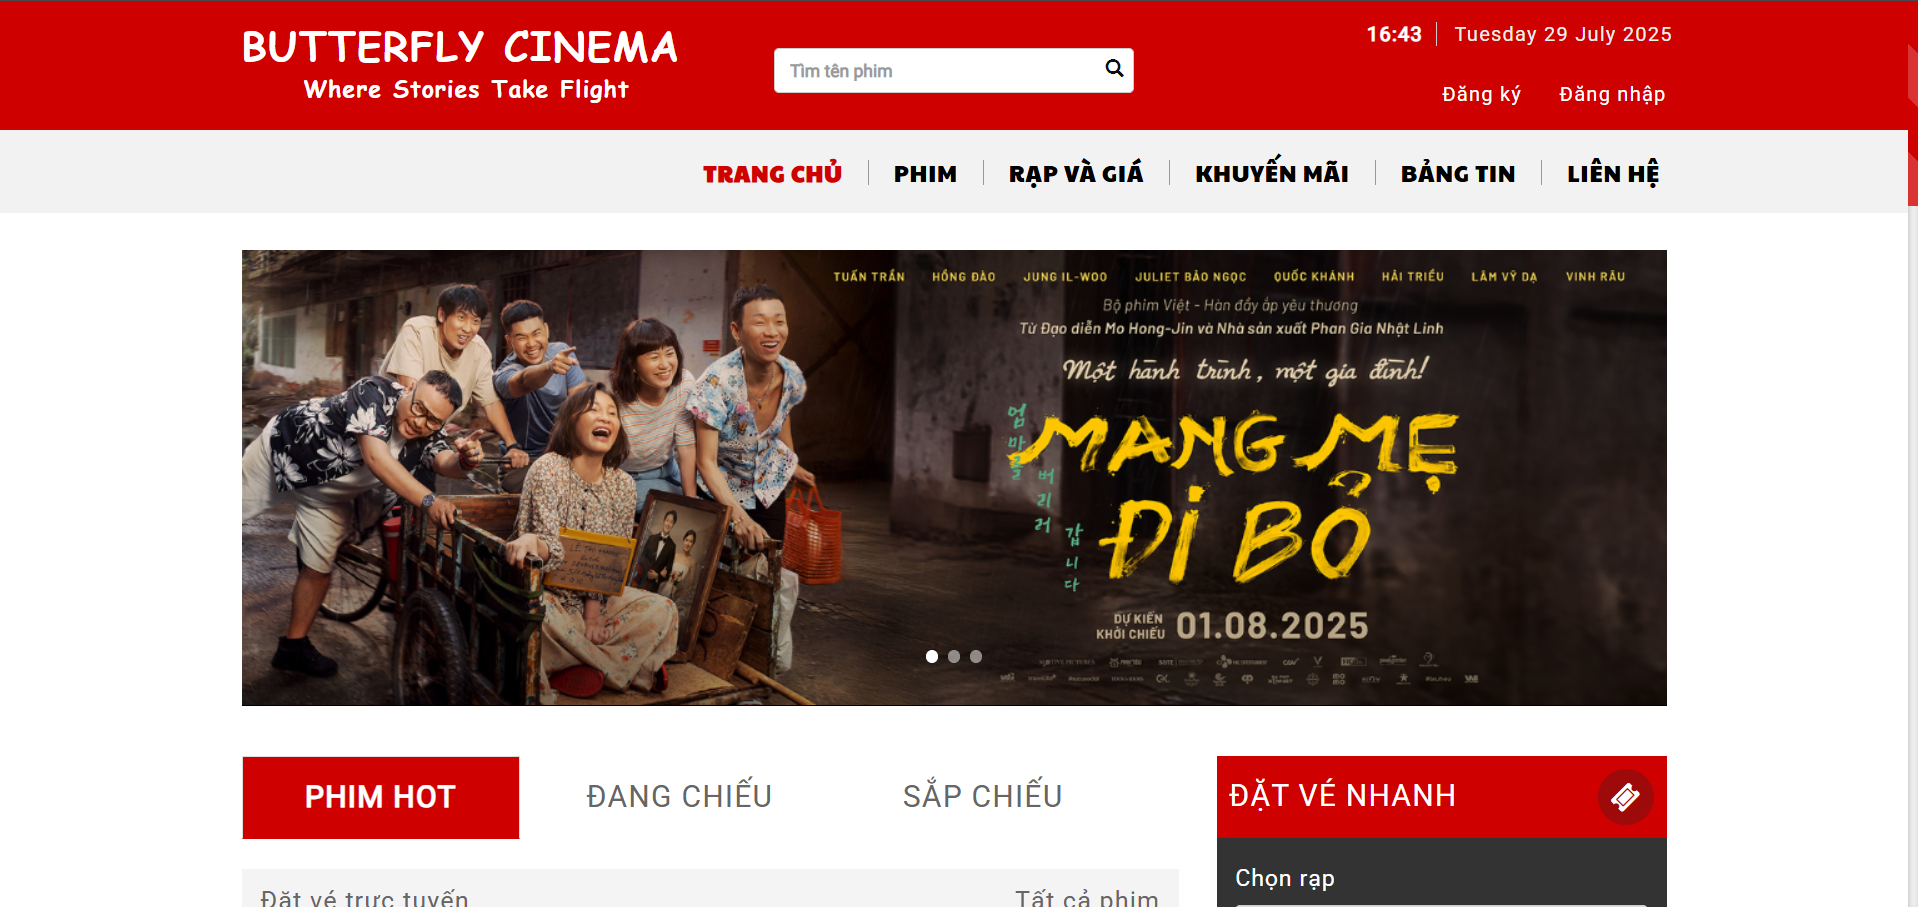 BUTTERFLY CINEMA
Where Stories Take Flight
Tìm tên phim
16:43
Tuesday 29 July 2025
Đăng ký
Đăng nhập
TRANG CHỦ
PHIM
RẠP VÀ GIÁ
KHUYẾN MÃI
BẢNG TIN
LIÊN HỆ
TUẤN TRẦN HỒNG ĐÀO JUNG IL-WOO JULIET BẢO NGỌC QUỐC KHÁNH HẢI TRIỀU LÂM VỸ DẠ VINH RÂU
Bộ phim Việt - Hàn đầy ắp yêu thương
Từ Đạo diễn Mo Hong-Jin và Nhà sản xuất Phan Gia Nhật Linh
Một hành trình, một gia đình!
엄마를
버리러
갑니다
MANG MẸ
ĐI BỎ
DỰ KIẾN
KHỞI CHIẾU
01.08.2025
PHIM HOT
ĐANG CHIẾU
SẮP CHIẾU
ĐẶT VÉ NHANH
Đặt vé trực tuyến
Tất cả phim
Chọn rạp